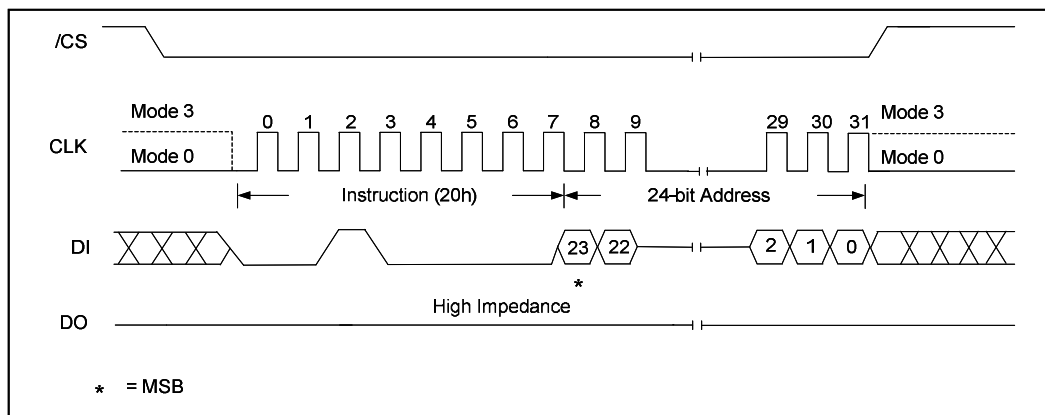 /CS
Mode 3
0 1 2 3 4 5 6 7 8 9 29 30 31
Mode 3
CLK
Mode 0
Mode 0
Instruction (20h)
24-bit Address
DI
23 22 2 1 0
*
High Impedance
DO
* = MSB